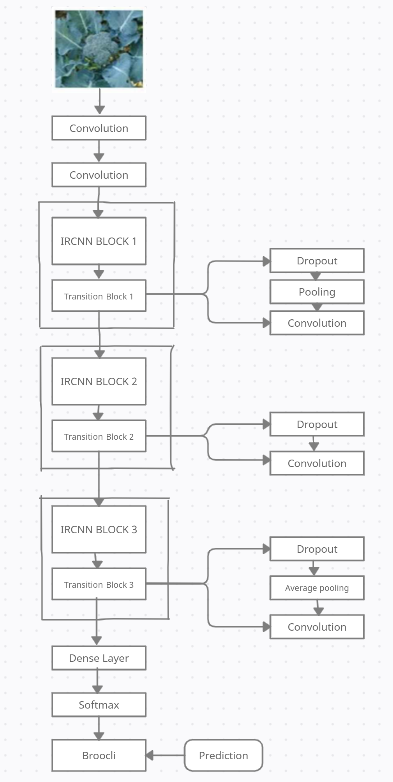 Convolution
Convolution
IRCNN BLOCK 1
Transition Block 1
Dropout
Pooling
Convolution
IRCNN BLOCK 2
Transition Block 2
Dropout
Convolution
IRCNN BLOCK 3
Transition Block 3
Dropout
Average pooling
Convolution
Dense Layer
Softmax
Broocli
Prediction